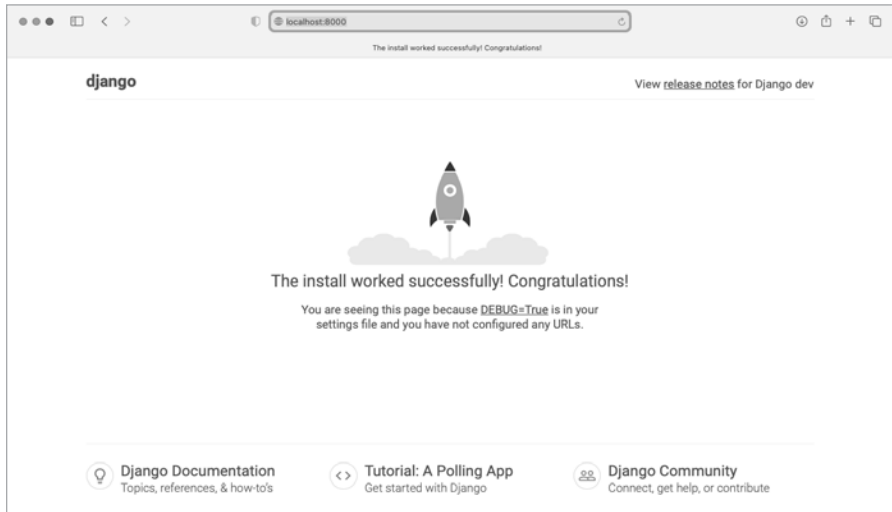 localhost:8000
The install worked successfully! Congratulations!
django
View release notes for Django dev
The install worked successfully! Congratulations!
You are seeing this page because DEBUG=True is in your
settings file and you have not configured any URLs.
Django Documentation
Topics, references, & how-to's
Tutorial: A Polling App
Get started with Django
Django Community
Connect, get help, or contribute